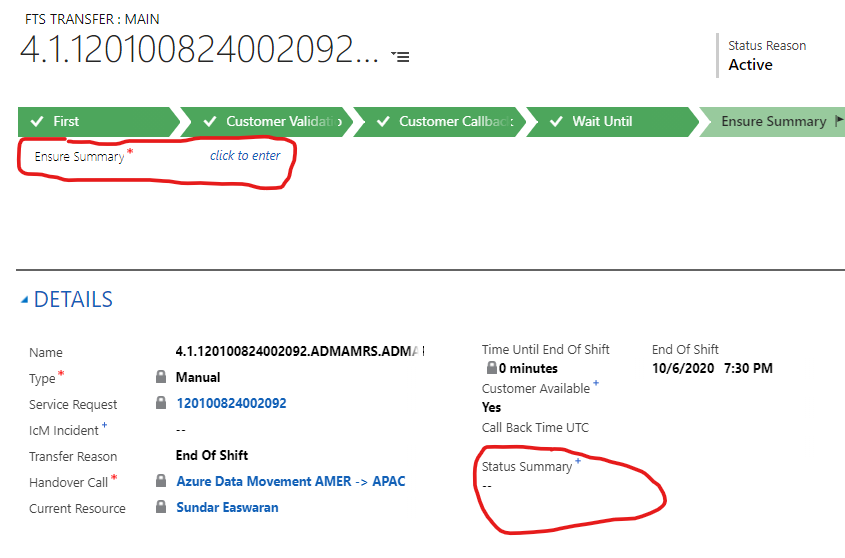 FTS TRANSFER : MAIN
4.1.120100824002092...
Status Reason
Active
First
Customer Validatio
Customer Callback:
Wait Until
Ensure Summary
Ensure Summary *
click to enter
DETAILS
Name 4.1.120100824002092.ADMAMRS.ADMA
Type * Manual
Service Request 120100824002092
IcM Incident + --
Transfer Reason End Of Shift
Handover Call * Azure Data Movement AMER -> APAC
Current Resource Sundar Easwaran
Time Until End Of Shift
0 minutes
Customer Available +
Yes
Call Back Time UTC
Status Summary +
--
End Of Shift
10/6/2020 7:30 PM